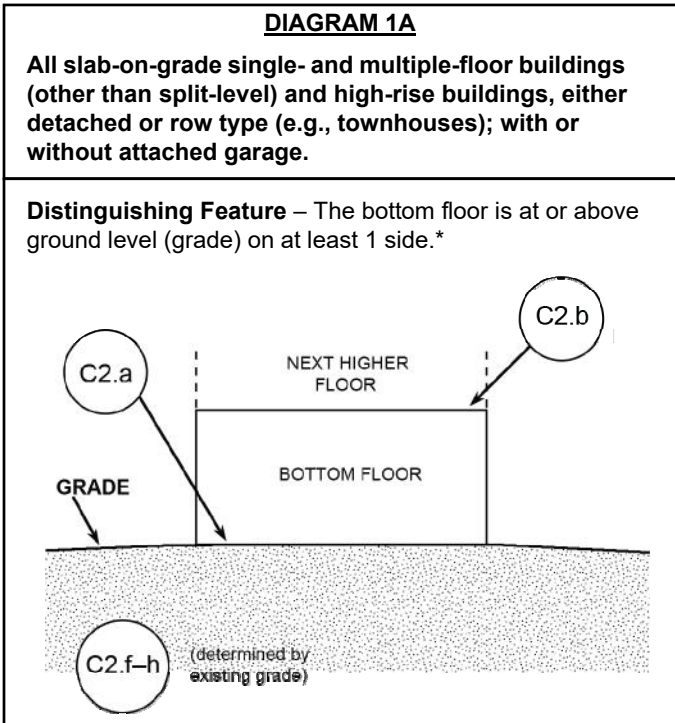 DIAGRAM 1A
All slab-on-grade single- and multiple-floor buildings
(other than split-level) and high-rise buildings, either
detached or row type (e.g., townhouses); with or
without attached garage.
Distinguishing Feature – The bottom floor is at or above
ground level (grade) on at least 1 side.*
C2.b
NEXT HIGHER
FLOOR
C2.a
BOTTOM FLOOR
GRADE
C2.f–h
(determined by
existing grade)